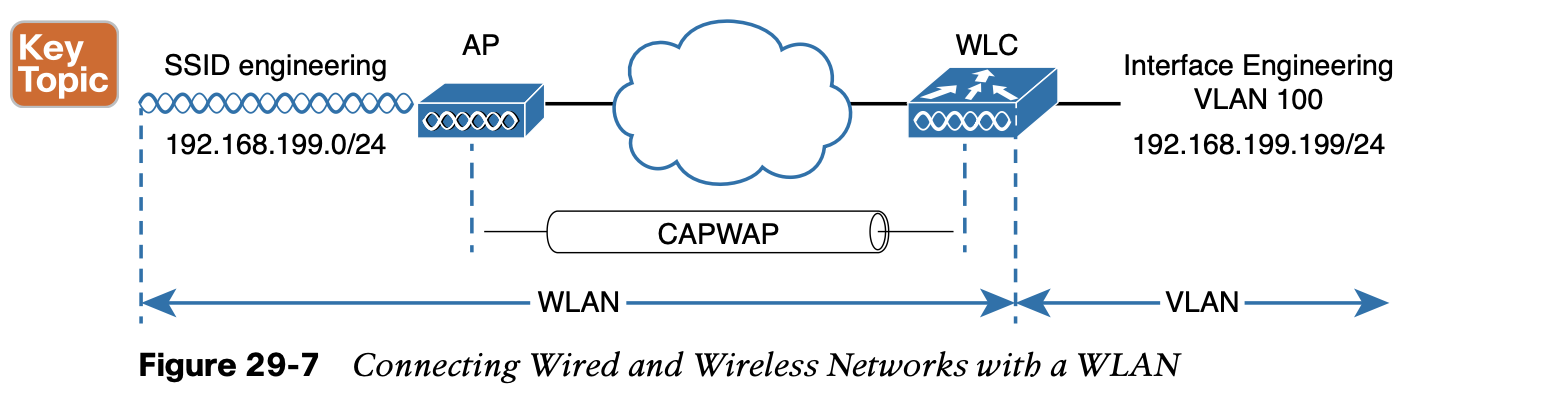 Key
Topic
SSID engineering
192.168.199.0/24
AP
WLC
Interface Engineering
VLAN 100
192.168.199.199/24
CAPWAP
WLAN
VLAN
Figure 29-7 Connecting Wired and Wireless Networks with a WLAN